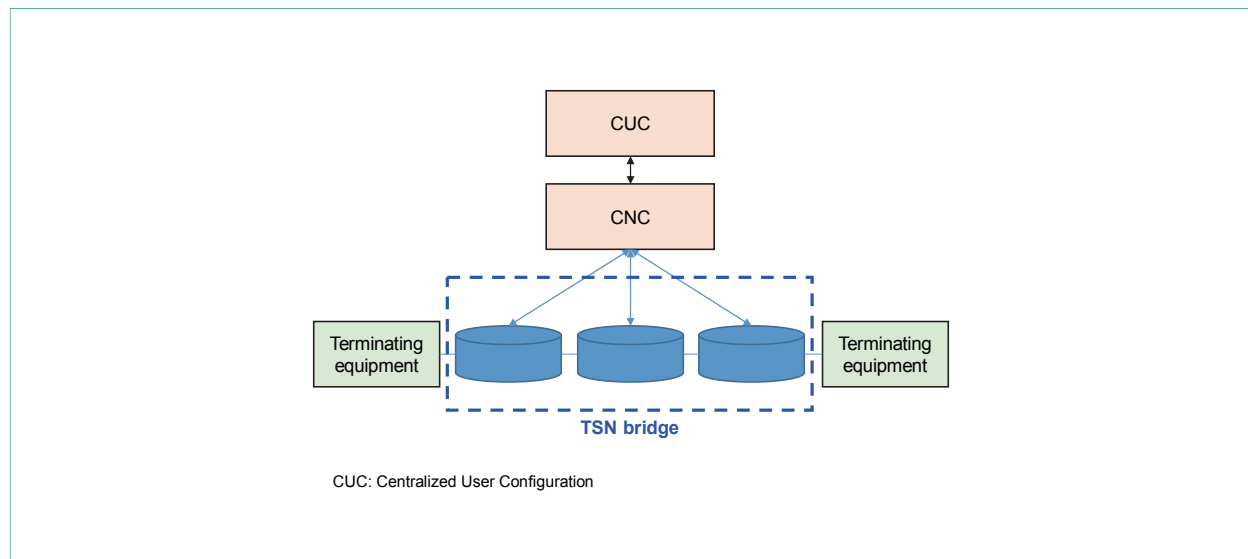 CUC
CNC
Terminating
equipment
Terminating
equipment
TSN bridge
CUC: Centralized User Configuration